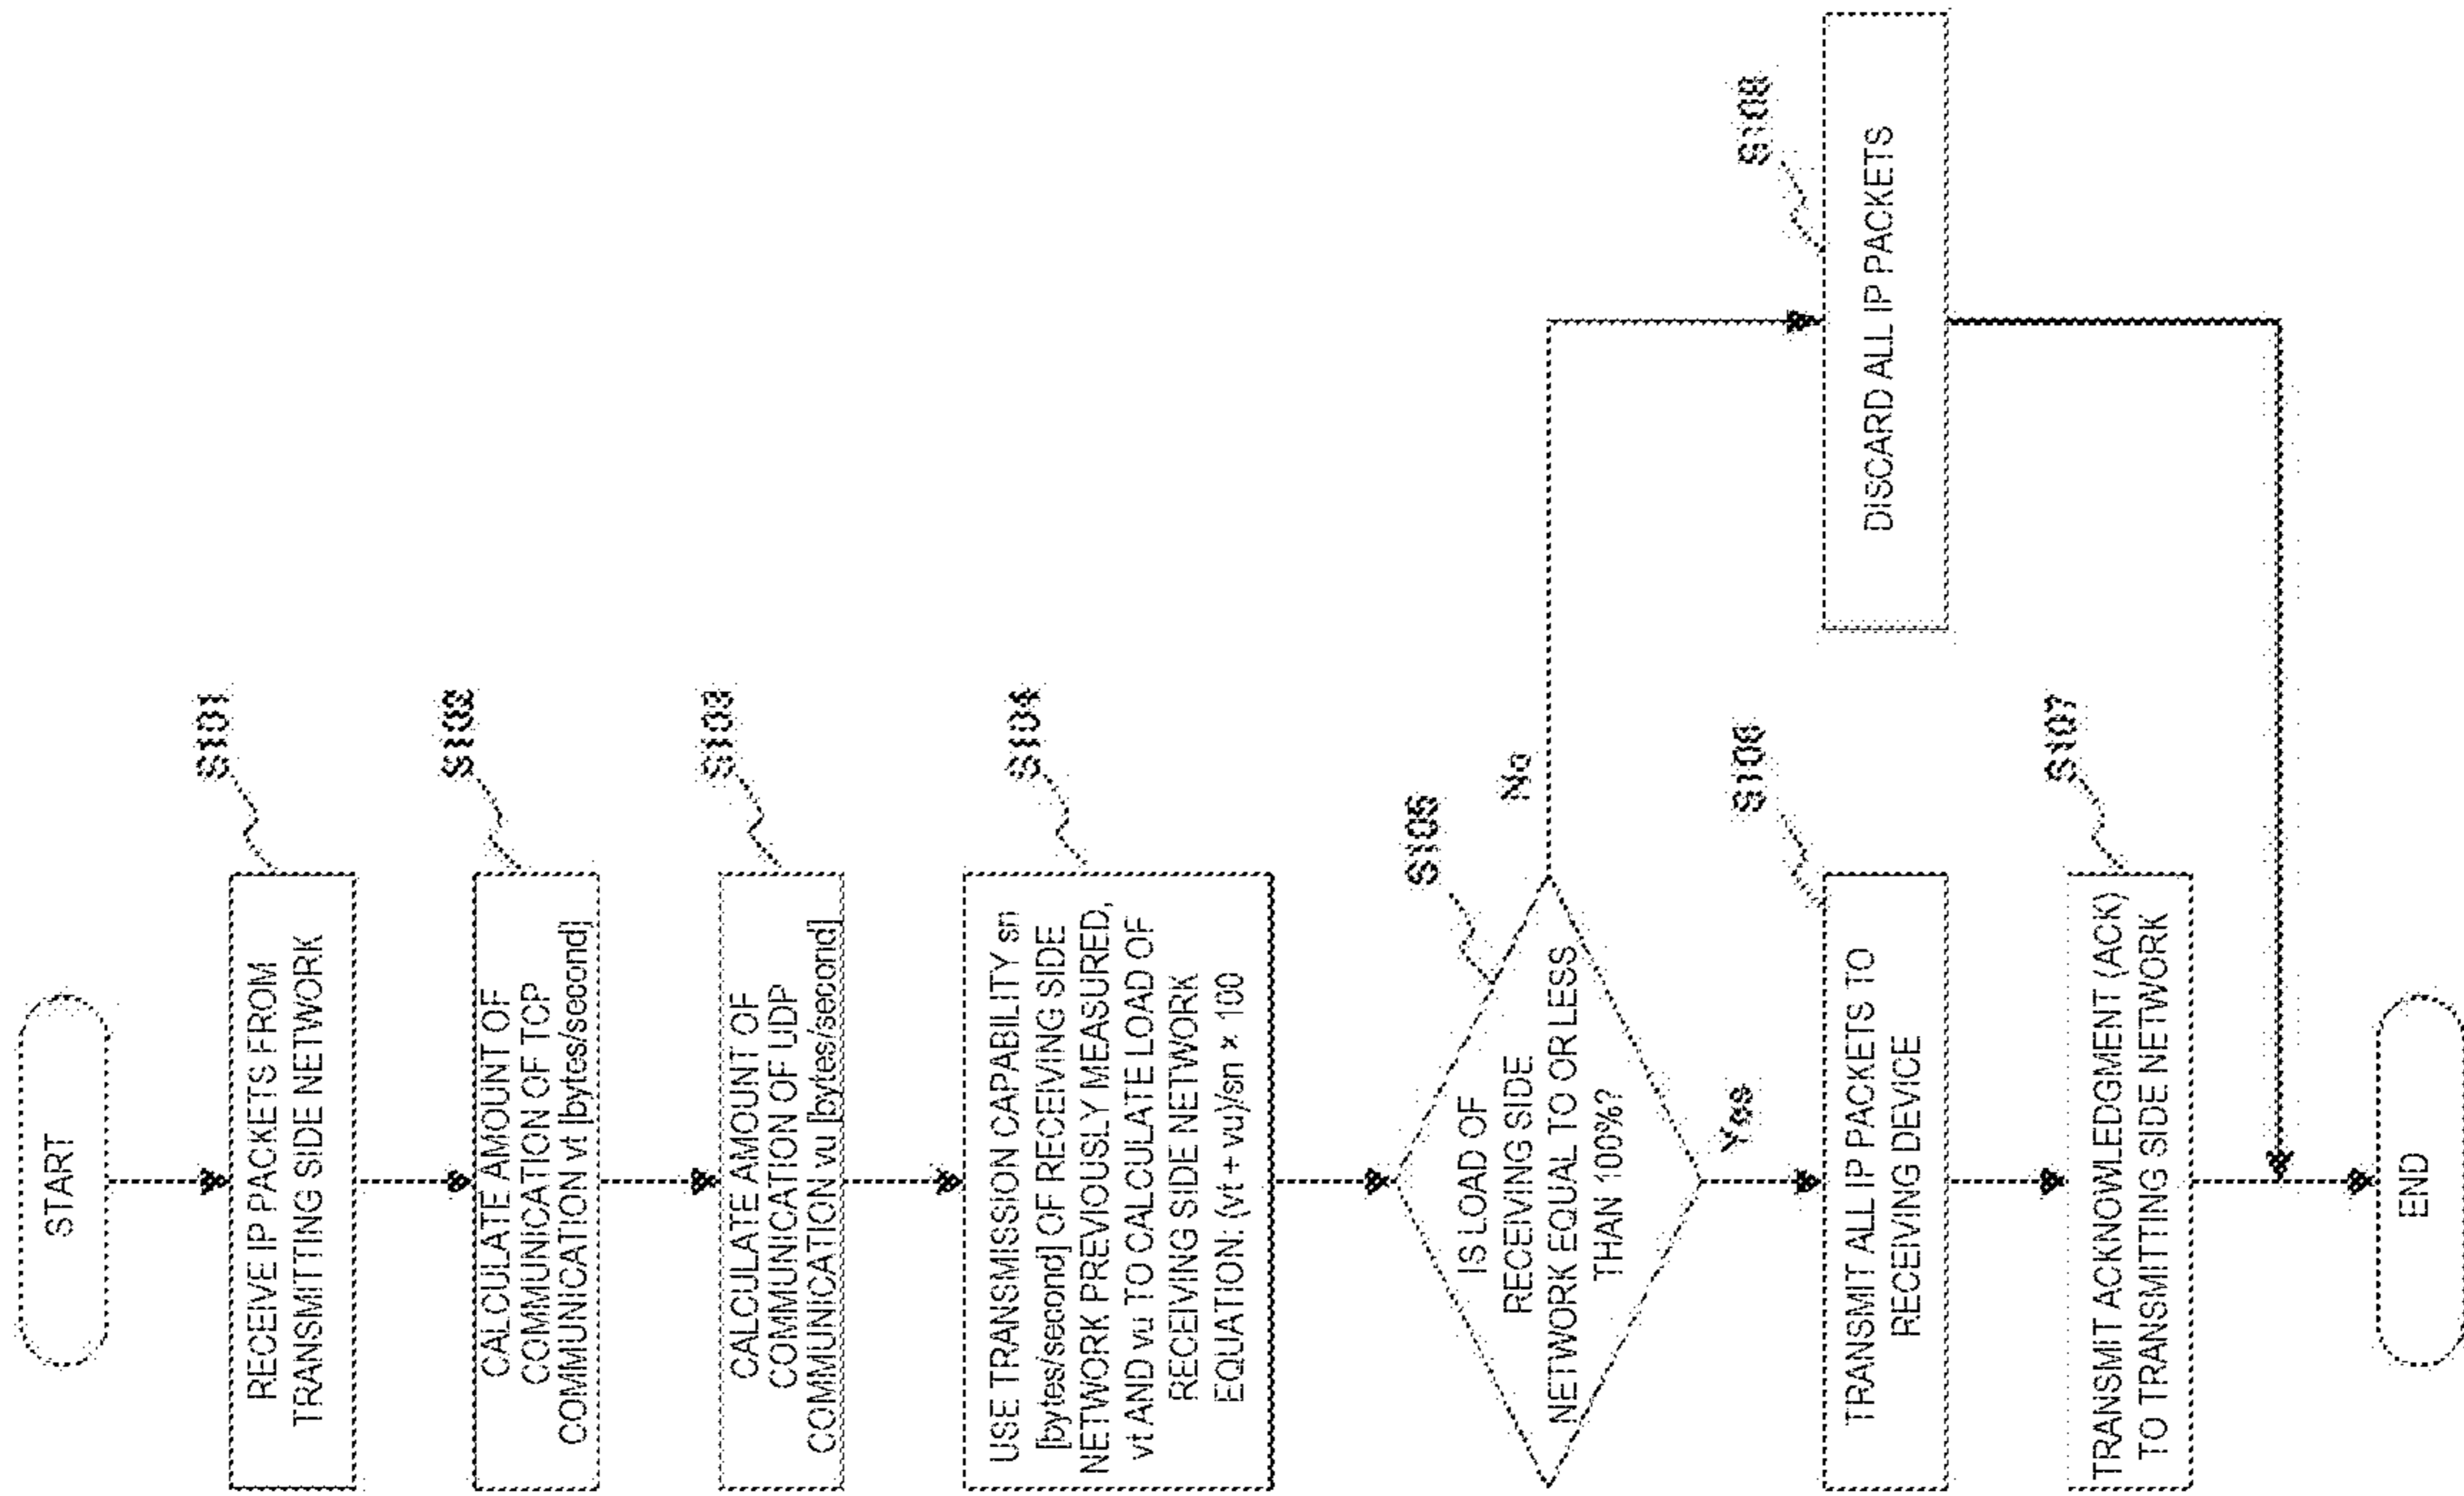 START
S101
RECEIVE IP PACKETS FROM
TRANSMITTING SIDE NETWORK
S102
CALCULATE AMOUNT OF
COMMUNICATION OF TCP
COMMUNICATION vt [bytes/second]
S103
CALCULATE AMOUNT OF
COMMUNICATION OF UDP
COMMUNICATION vu [bytes/second]
S104
USE TRANSMISSION CAPABILITY sn
[bytes/second] OF RECEIVING SIDE
NETWORK PREVIOUSLY MEASURED,
vt AND vu TO CALCULATE LOAD OF
RECEIVING SIDE NETWORK
EQUATION: (vt + vu)/sn × 100
S105
IS LOAD OF
RECEIVING SIDE
NETWORK EQUAL TO OR LESS
THAN 100%?
No
Yes
S106
TRANSMIT ALL IP PACKETS TO
RECEIVING DEVICE
S108
DISCARD ALL IP PACKETS
S107
TRANSMIT ACKNOWLEDGMENT (ACK)
TO TRANSMITTING SIDE NETWORK
END